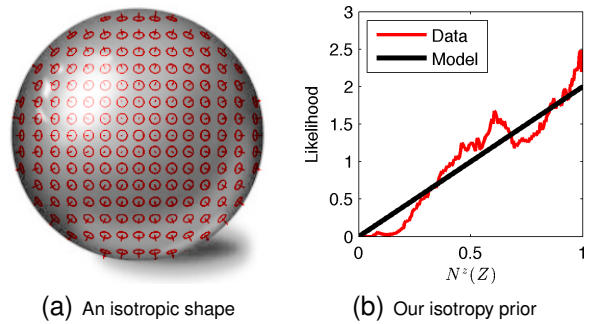 3
2.5
2
1.5
1
0.5
0
Likelihood
Data
Model
0 0.5 1
N^z(Z)
(a) An isotropic shape
(b) Our isotropy prior